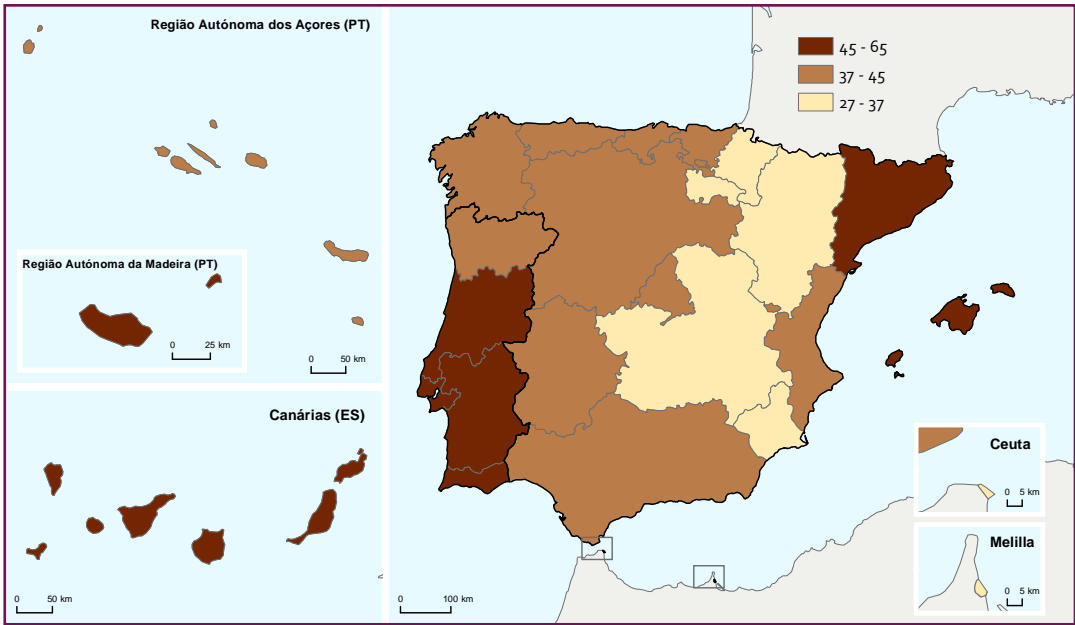 Região Autónoma dos Açores (PT)
45 - 65
37 - 45
27 - 37
Região Autónoma da Madeira (PT)
0 25 km
0 50 km
Canárias (ES)
0 50 km
0 100 km
Ceuta
0 5 km
Melilla
0 5 km